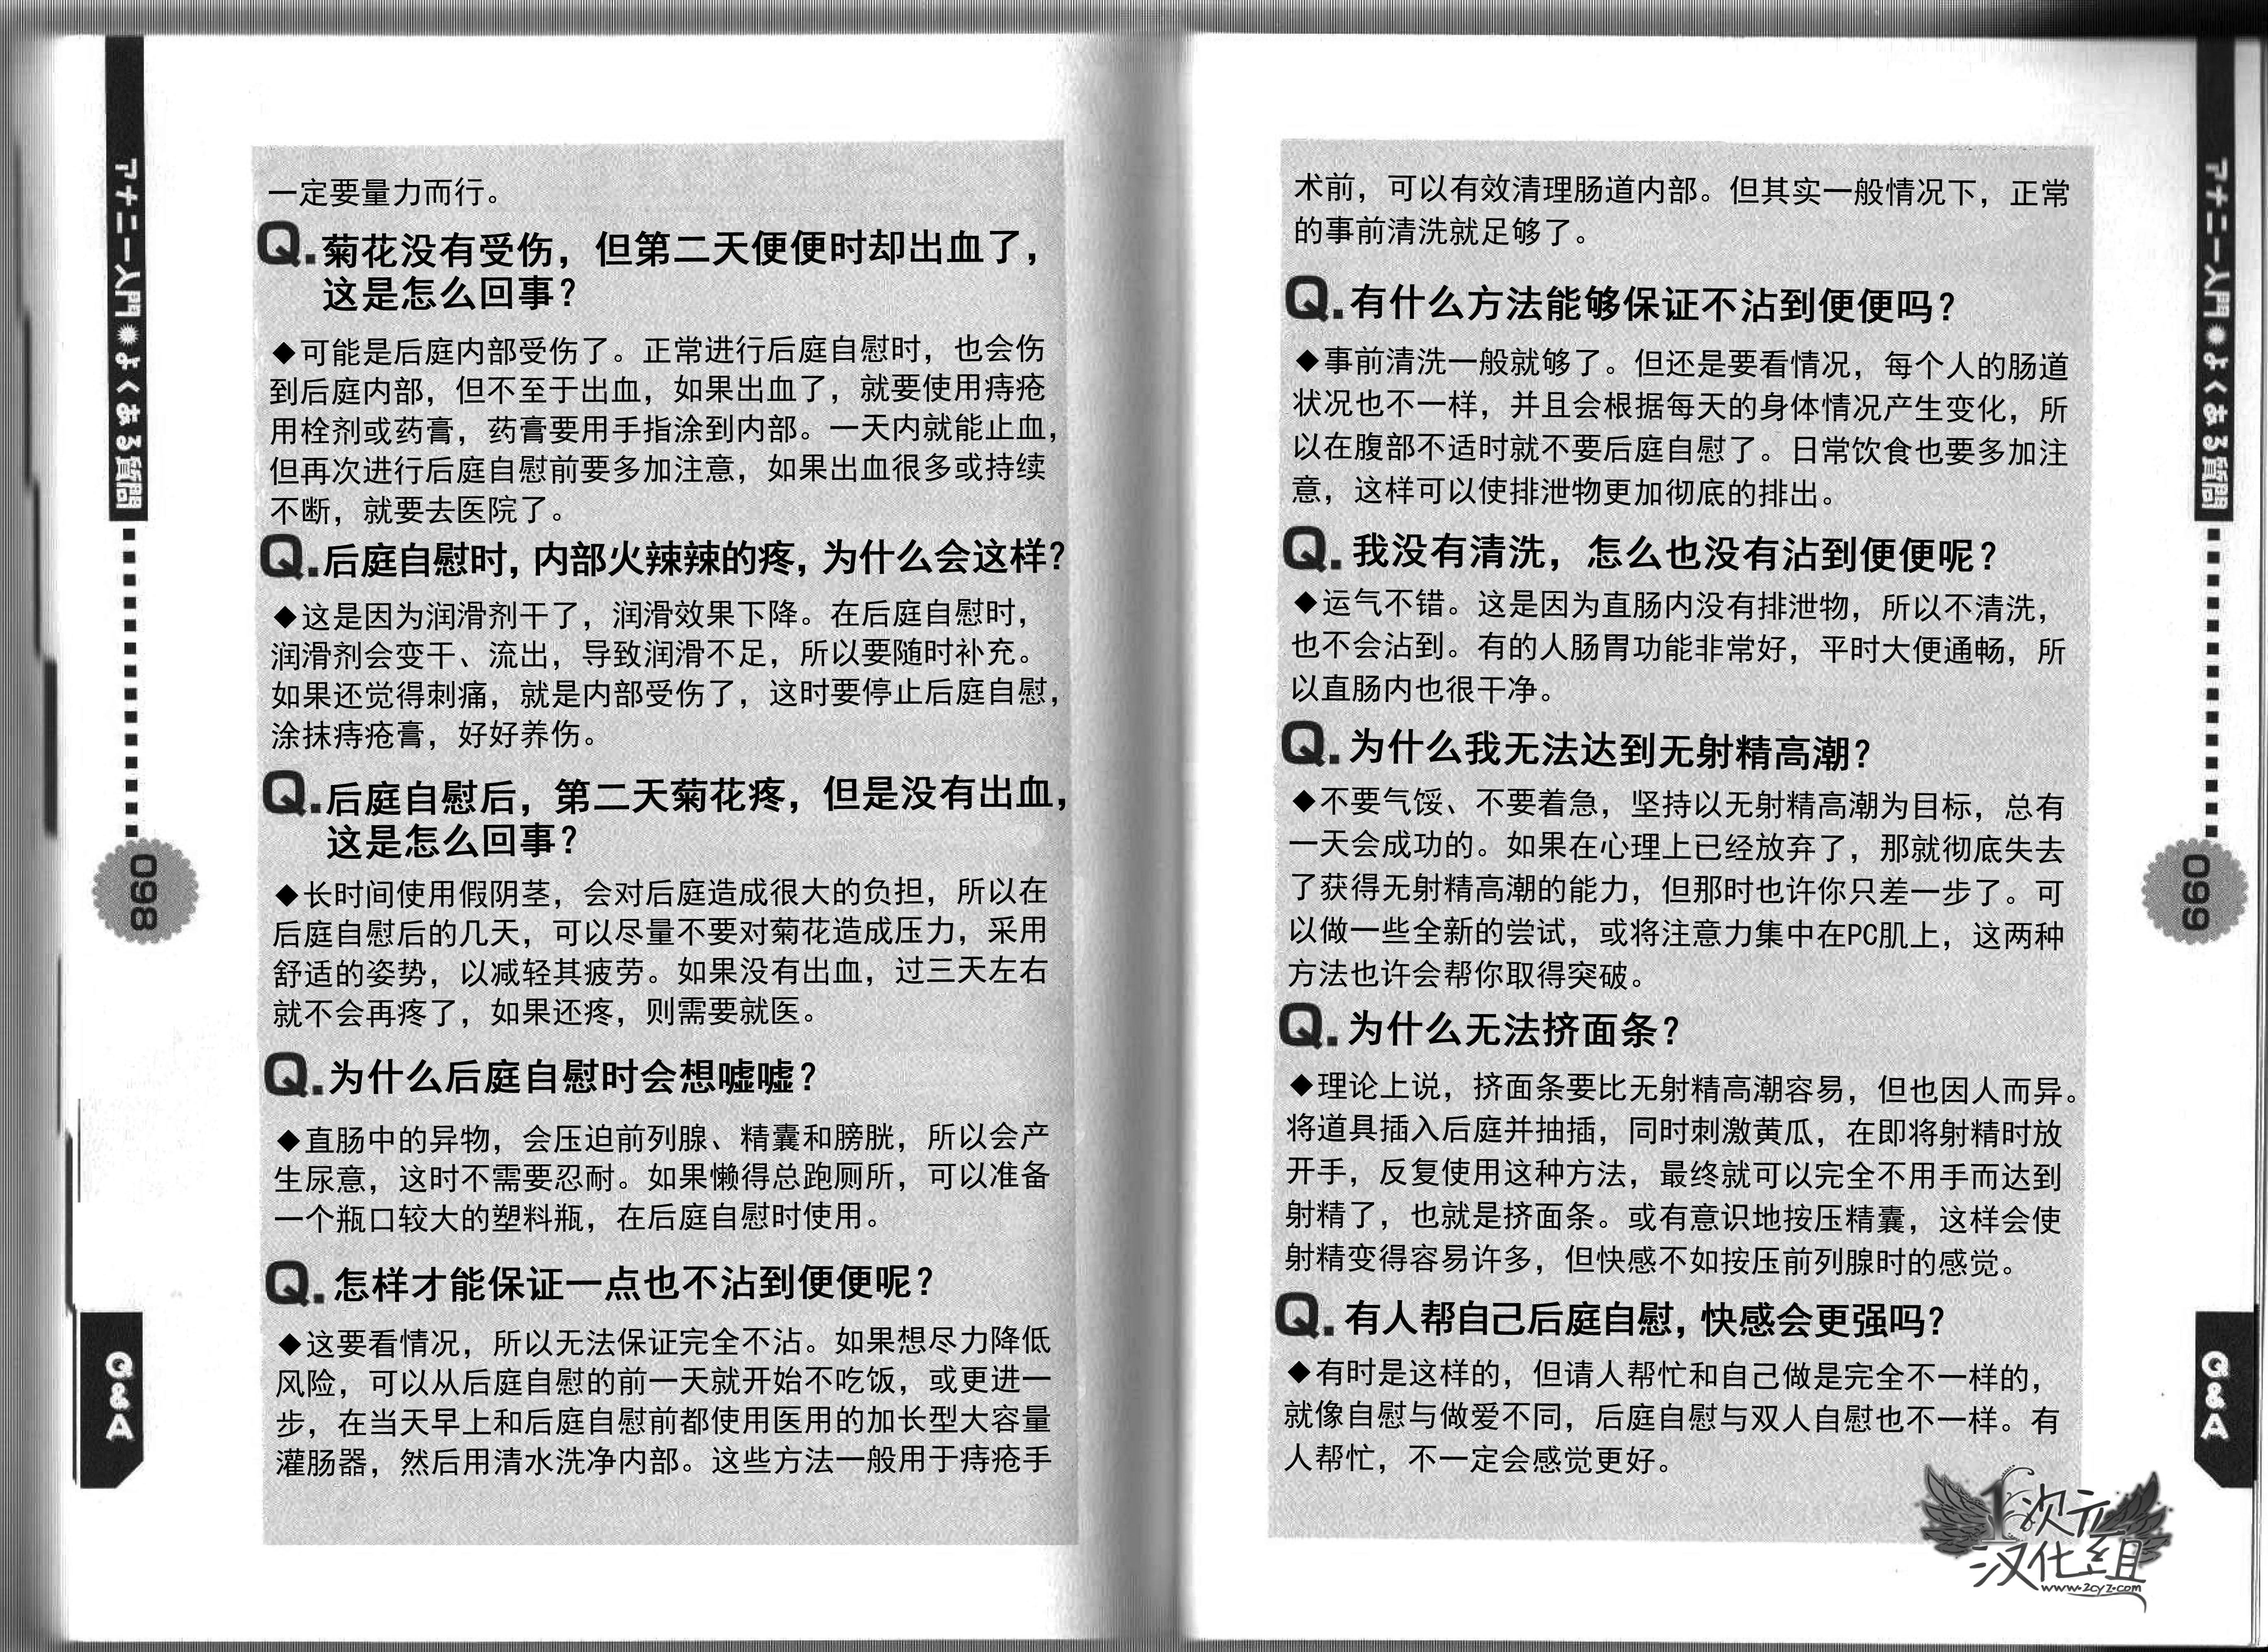 一定要量力而行。
Q.菊花没有受伤，但第二天便便时却出血了，
这是怎么回事？
◆可能是后庭内部受伤了。正常进行后庭自慰时，也会伤
到后庭内部，但不至于出血，如果出血了，就要使用痔疮
用栓剂或药膏，药膏要用手指涂到内部。一天内就能止血，
但再次进行后庭自慰前要多加注意，如果出血很多或持续
不断，就要去医院了。
Q.后庭自慰时，内部火辣辣的疼，为什么会这样？
◆这是因为润滑剂干了，润滑效果下降。在后庭自慰时，
润滑剂会变干、流出，导致润滑不足，所以要随时补充。
如果还觉得刺痛，就是内部受伤了，这时要停止后庭自慰，
涂抹痔疮膏，好好养伤。
Q.后庭自慰后，第二天菊花疼，但是没有出血，
这是怎么回事？
◆长时间使用假阴茎，会对后庭造成很大的负担，所以在
后庭自慰后的几天，可以尽量不要对菊花造成压力，采用
舒适的姿势，以减轻其疲劳。如果没有出血，过三天左右
就不会再疼了，如果还疼，则需要就医。
Q.为什么后庭自慰时会想嘘嘘？
◆直肠中的异物，会压迫前列腺、精囊和膀胱，所以会产
生尿意，这时不需要忍耐。如果懒得总跑厕所，可以准备
一个瓶口较大的塑料瓶，在后庭自慰时使用。
Q.怎样才能保证一点也不沾到便便呢？
◆这要看情况，所以无法保证完全不沾。如果想尽力降低
风险，可以从后庭自慰的前一天就开始不吃饭，或更进一
步，在当天早上和后庭自慰前都使用医用的加长型大容量
灌肠器，然后用清水洗净内部。这些方法一般用于痔疮手
アナニー入門✺よくある質問
098
Q&A
术前，可以有效清理肠道内部。但其实一般情况下，正常
的事前清洗就足够了。
Q.有什么方法能够保证不沾到便便吗？
◆事前清洗一般就够了。但还是要看情况，每个人的肠道
状况也不一样，并且会根据每天的身体情况产生变化，所
以在腹部不适时就不要后庭自慰了。日常饮食也要多加注
意，这样可以使排泄物更加彻底的排出。
Q.我没有清洗，怎么也没有沾到便便呢？
◆运气不错。这是因为直肠内没有排泄物，所以不清洗，
也不会沾到。有的人肠胃功能非常好，平时大便通畅，所
以直肠内也很干净。
Q.为什么我无法达到无射精高潮？
◆不要气馁、不要着急，坚持以无射精高潮为目标，总有
一天会成功的。如果在心理上已经放弃了，那就彻底失去
了获得无射精高潮的能力，但那时也许你只差一步了。可
以做一些全新的尝试，或将注意力集中在PC肌上，这两种
方法也许会帮你取得突破。
Q.为什么无法挤面条？
◆理论上说，挤面条要比无射精高潮容易，但也因人而异。
将道具插入后庭并抽插，同时刺激黄瓜，在即将射精时放
开手，反复使用这种方法，最终就可以完全不用手而达到
射精了，也就是挤面条。或有意识地按压精囊，这样会使
射精变得容易许多，但快感不如按压前列腺时的感觉。
Q.有人帮自己后庭自慰，快感会更强吗？
◆有时是这样的，但请人帮忙和自己做是完全不一样的，
就像自慰与做爱不同，后庭自慰与双人自慰也不一样。有
人帮忙，不一定会感觉更好。
アナニー入門✺よくある質問
099
Q&A
1次元
汉化组
www.2cyz.com